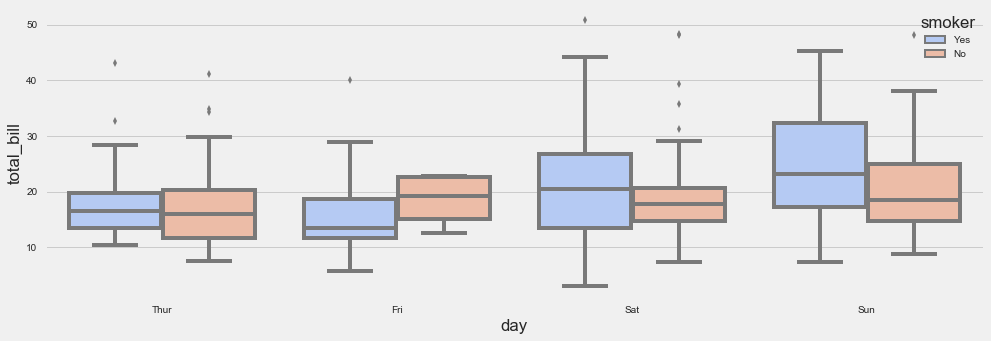 smoker
Yes
No
50
40
30
20
10
total_bill
Thur Fri Sat Sun
day